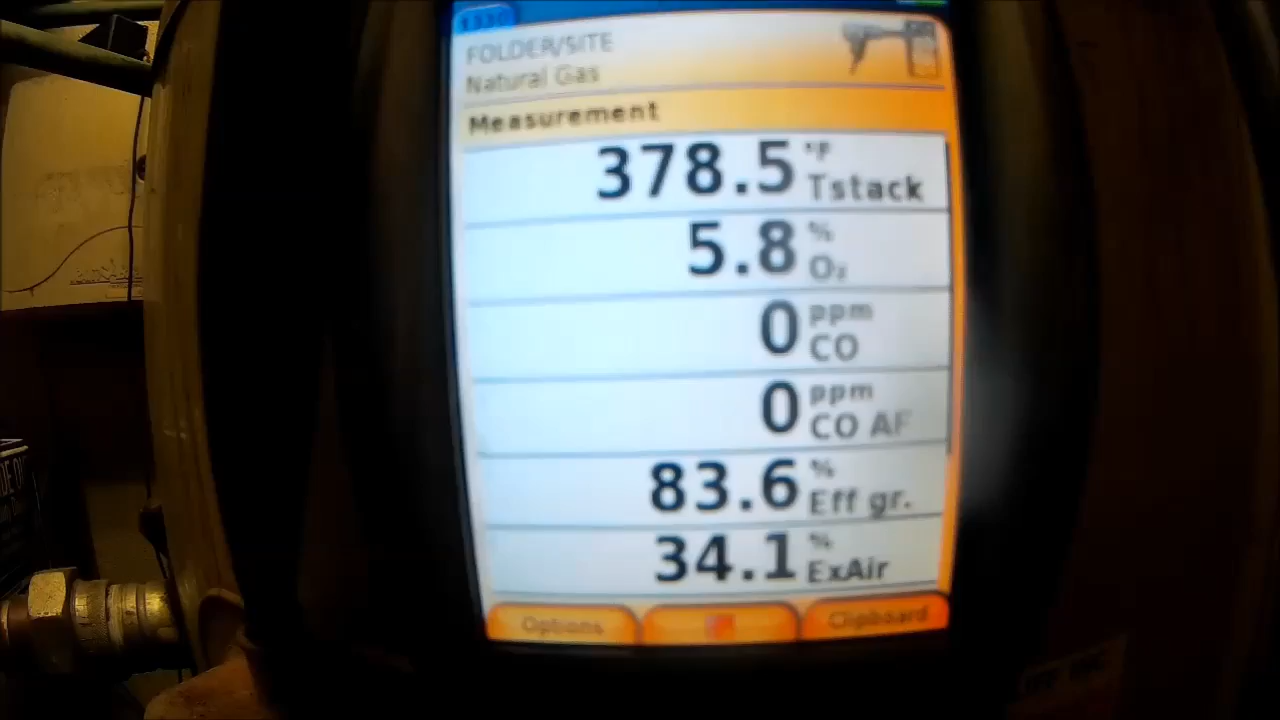 t330
FOLDER/SITE
Natural Gas
Measurement
378.5 °F Tstack
5.8 % O₂
0 ppm CO
0 ppm CO AF
83.6 % Eff gr.
34.1 % ExAir
Options Clipboard